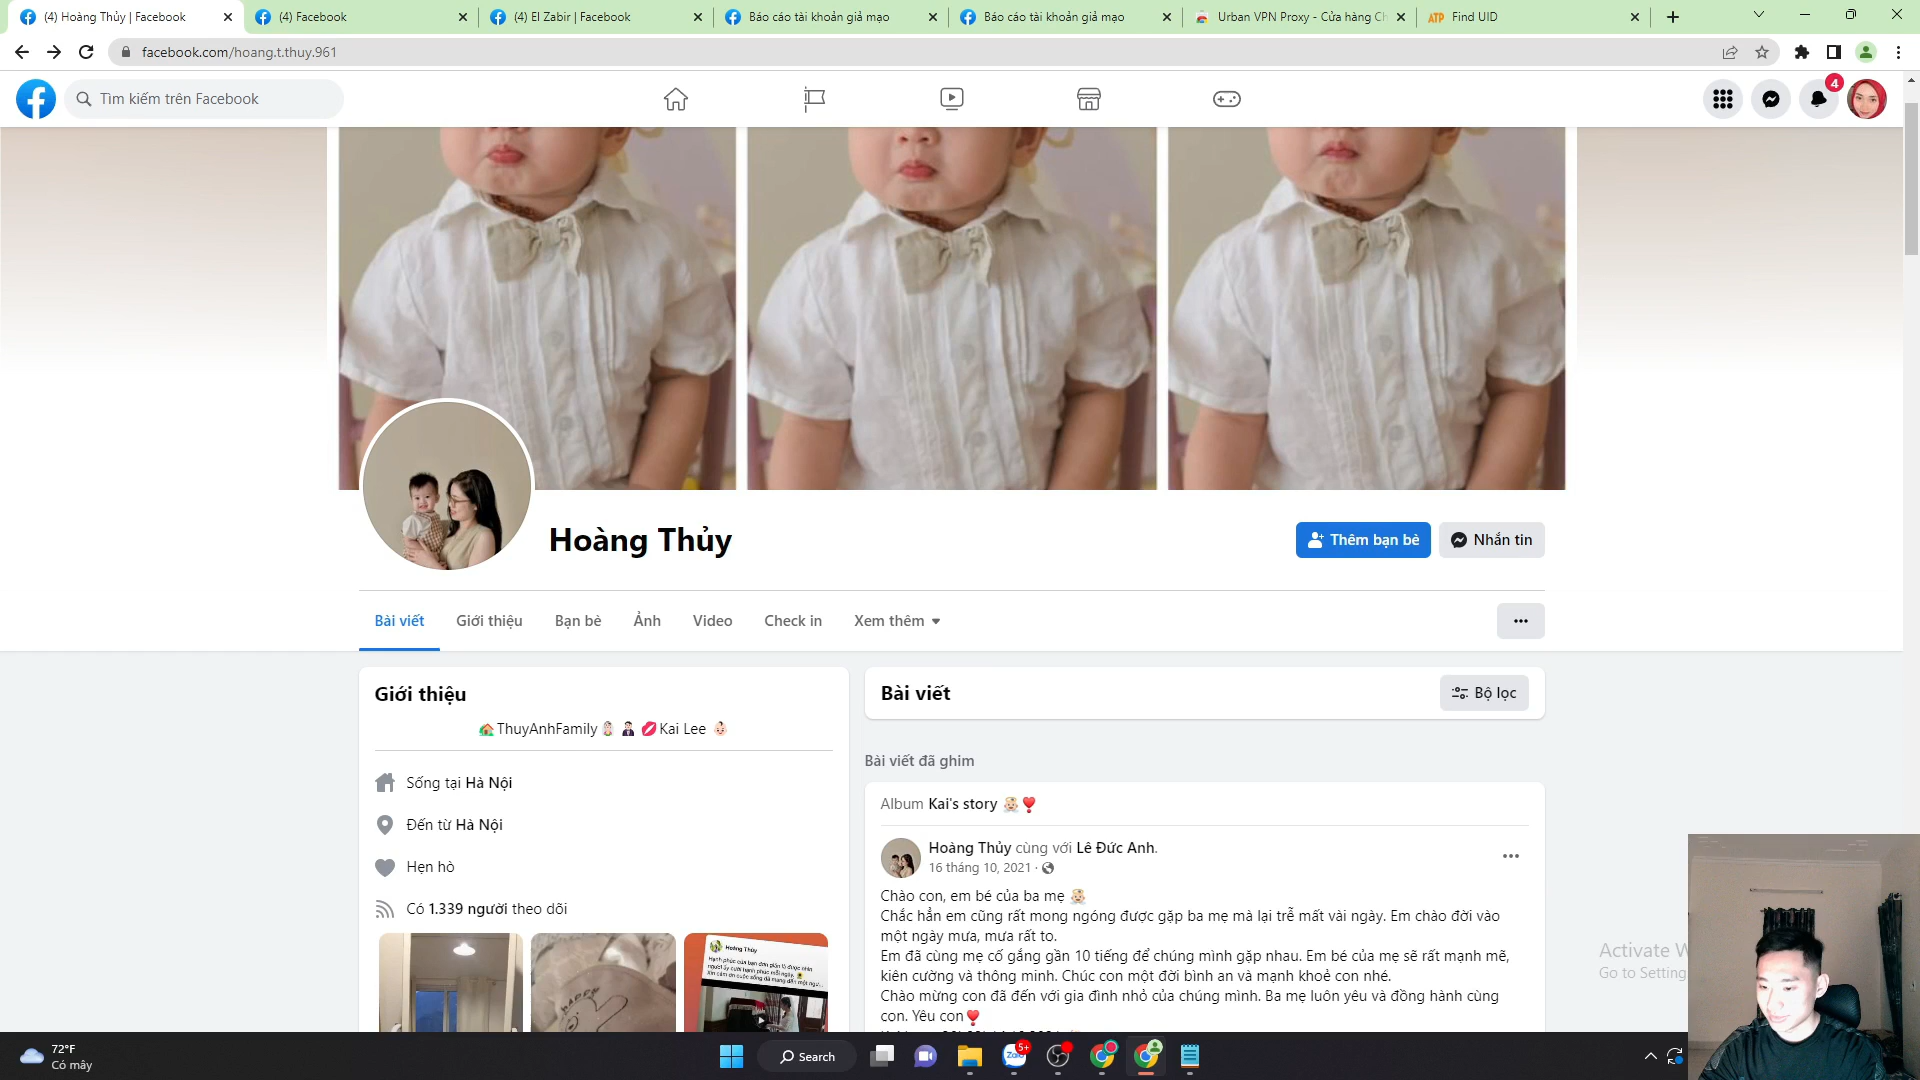 (4) Hoàng Thủy | Facebook
(4) Facebook
(4) El Zabir | Facebook
Báo cáo tài khoản giả mạo
Báo cáo tài khoản giả mạo
Urban VPN Proxy - Cửa hàng Ch
ATP Find UID
facebook.com/hoang.t.thuy.961
Tìm kiếm trên Facebook
4
Hoàng Thủy
Thêm bạn bè
Nhắn tin
Bài viết
Giới thiệu
Bạn bè
Ảnh
Video
Check in
Xem thêm
Giới thiệu
🏠ThuyAnhFamily👰🏻🤵🏻💋Kai Lee 👶🏻
Sống tại Hà Nội
Đến từ Hà Nội
Hẹn hò
Có 1.339 người theo dõi
Hoàng Thủy
Bài viết
Bộ lọc
Bài viết đã ghim
Album Kai's story 👶🏼❣️
Hoàng Thủy cùng với Lê Đức Anh.
16 tháng 10, 2021 ·
Chào con, em bé của ba mẹ 👶🏼
Chắc hẳn em cũng rất mong ngóng được gặp ba mẹ mà lại trễ mất vài ngày. Em chào đời vào
một ngày mưa, mưa rất to.
Em đã cùng mẹ cố gắng gần 10 tiếng để chúng mình gặp nhau. Em bé của mẹ sẽ rất mạnh mẽ,
kiên cường và thông minh. Chúc con một đời bình an và mạnh khoẻ con nhé.
Chào mừng con đã đến với gia đình nhỏ của chúng mình. Ba mẹ luôn yêu và đồng hành cùng
con. Yêu con❣️
Activate W
Go to Setting
72°F
Có mây
Search
Zalo
5+